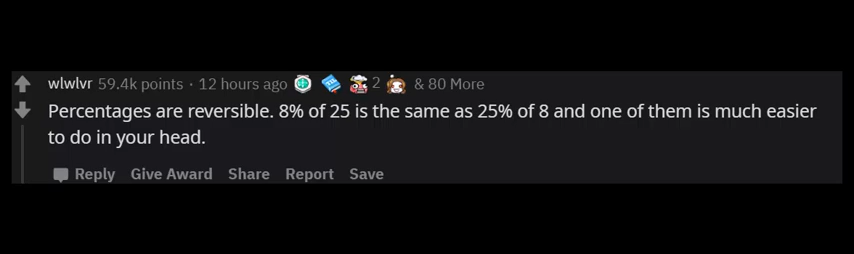 wlwlvr 59.4k points · 12 hours ago 2 & 80 More
Percentages are reversible. 8% of 25 is the same as 25% of 8 and one of them is much easier
to do in your head.
Reply Give Award Share Report Save